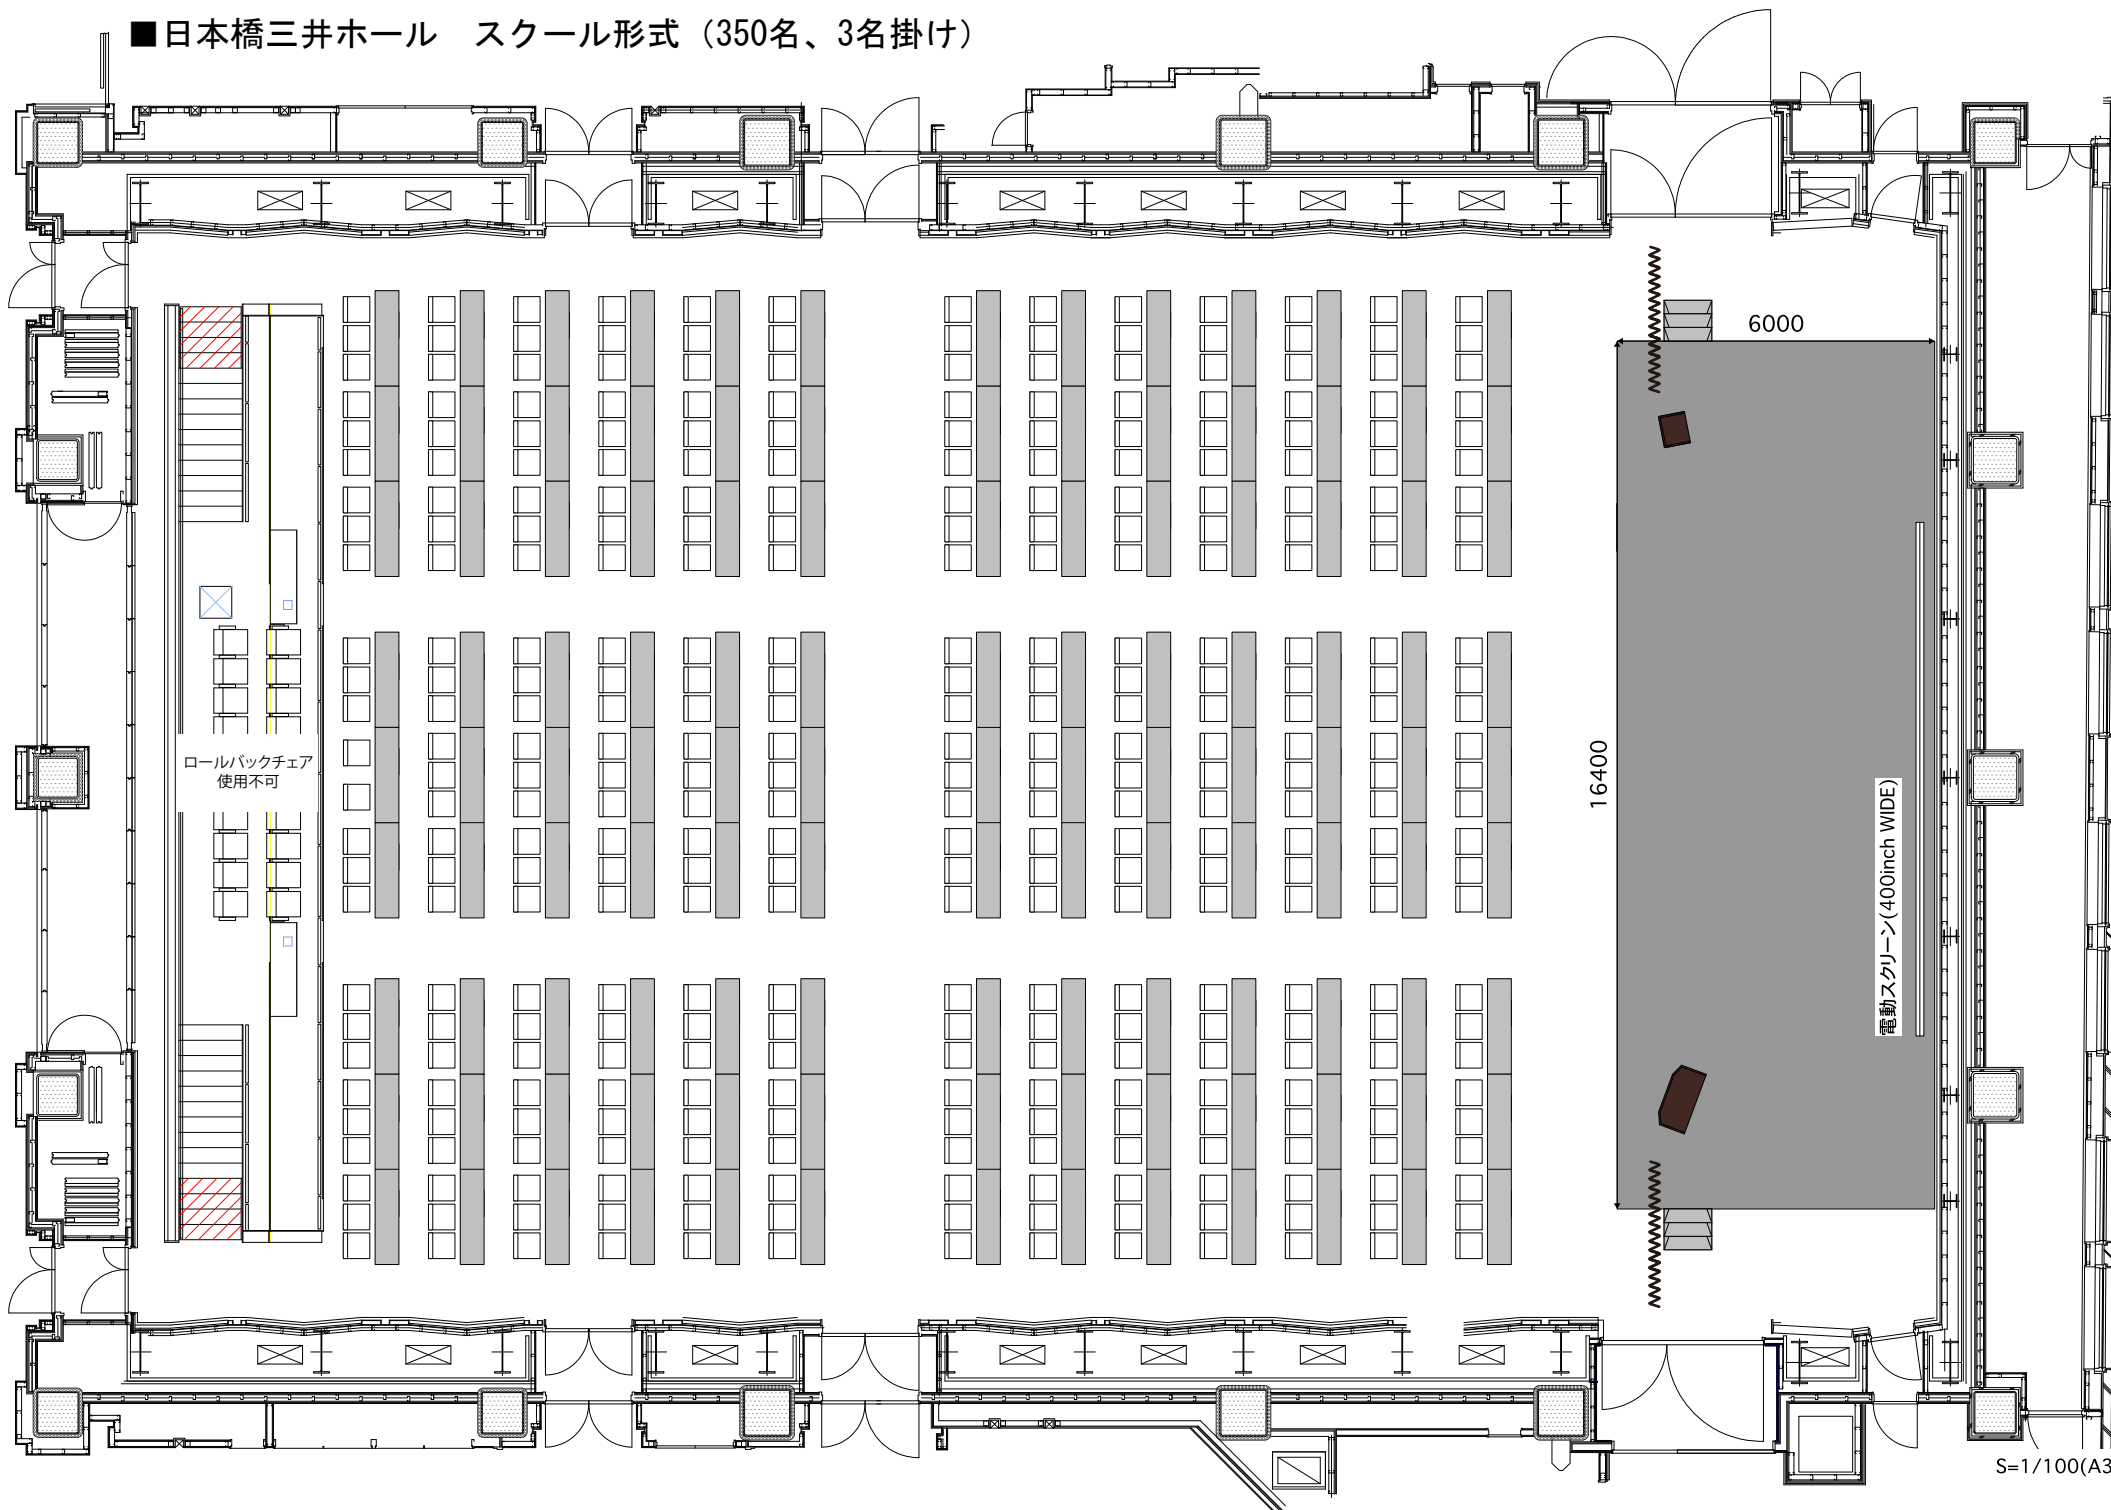 ■日本橋三井ホール　スクール形式（350名、3名掛け）
6000
ロールバックチェア
使用不可
16400
電動スクリーン(400inch WIDE)
S=1/100(A3